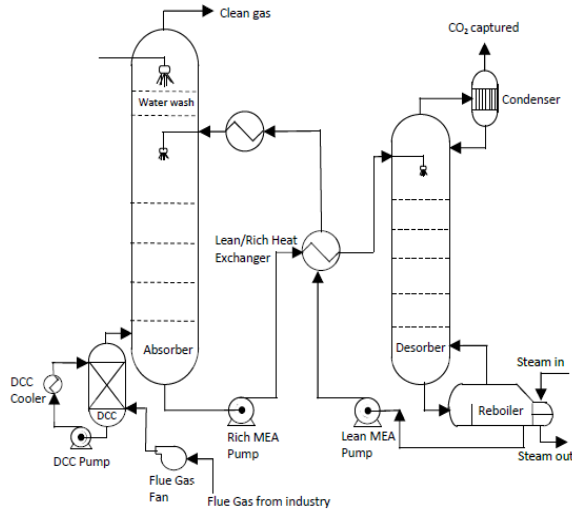 Clean gas
CO₂ captured
Water wash
Condenser
Lean/Rich Heat
Exchanger
Absorber
Desorber
Steam in
DCC
Cooler
DCC
Reboiler
DCC Pump
Rich MEA
Pump
Lean MEA
Pump
Steam out
Flue Gas
Fan
Flue Gas from industry